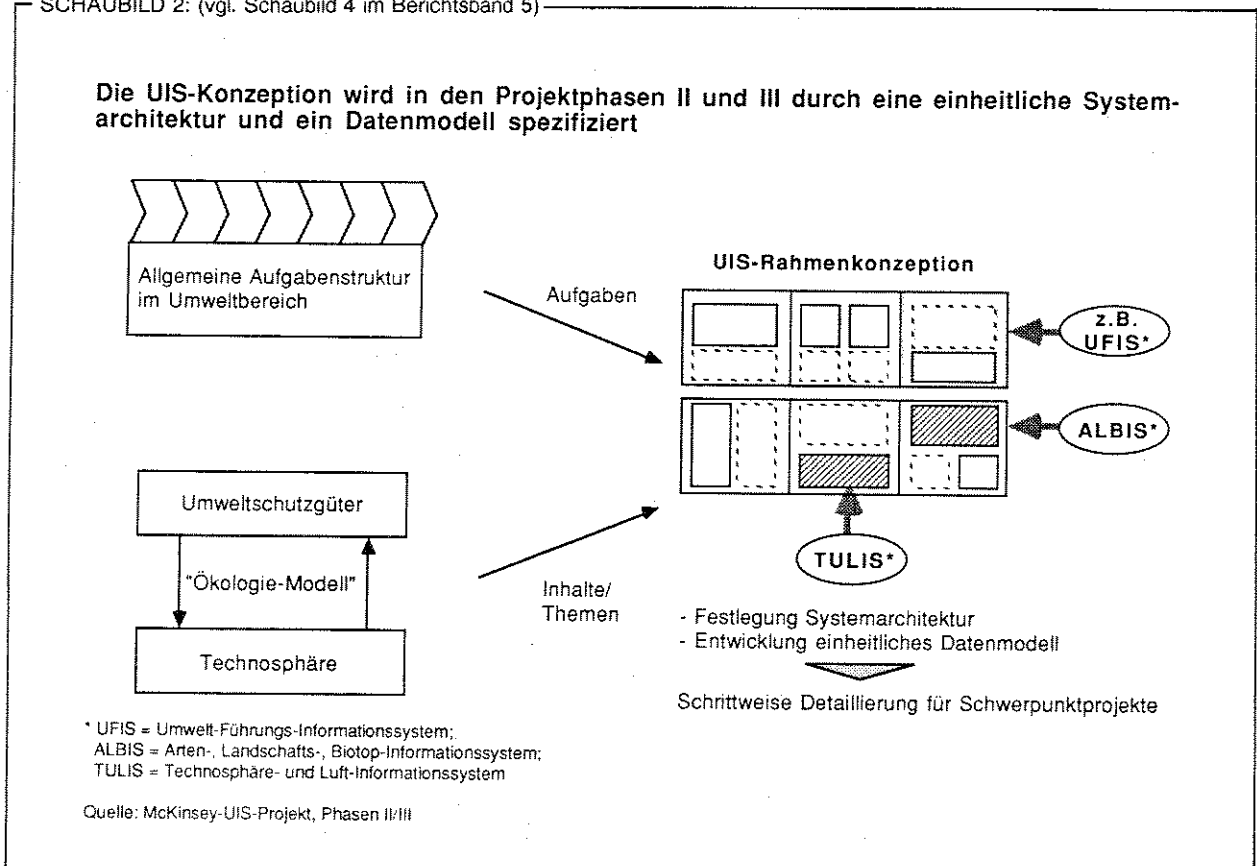 SCHAUBILD 2: (vgl. Schaubild 4 im Berichtsband 5)
Die UIS-Konzeption wird in den Projektphasen II und III durch eine einheitliche System-
architektur und ein Datenmodell spezifiziert
Allgemeine Aufgabenstruktur
im Umweltbereich
Aufgaben
UIS-Rahmenkonzeption
z.B.
UFIS*
ALBIS*
TULIS*
Umweltschutzgüter
"Ökologie-Modell"
Technosphäre
Inhalte/
Themen
- Festlegung Systemarchitektur
- Entwicklung einheitliches Datenmodell
Schrittweise Detaillierung für Schwerpunktprojekte
* UFIS = Umwelt-Führungs-Informationssystem;
ALBIS = Arten-, Landschafts-, Biotop-Informationssystem;
TULIS = Technosphäre- und Luft-Informationssystem
Quelle: McKinsey-UIS-Projekt, Phasen II/III